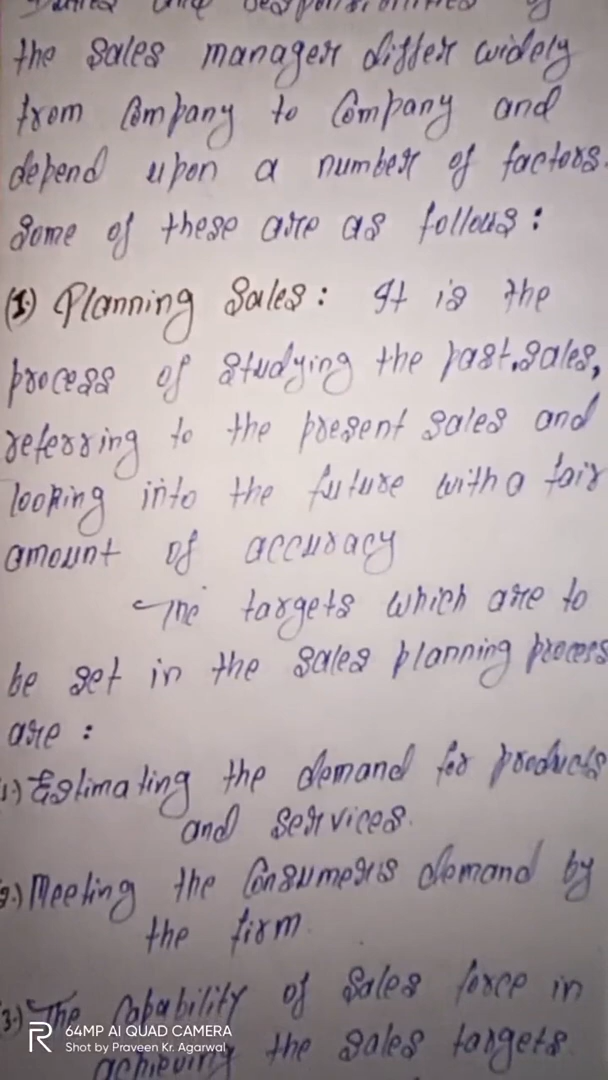 Duties and Responsibilities of
the sales manager differ widely
from Company to Company and
depend upon a number of factors.
Some of these are as follows:
(1.) Planning Sales: It is the
process of studying the past sales,
referring to the present sales and
looking into the future with a fair
amount of accuracy
The targets which are to
be set in the sales planning process
are :
1.) Estimating the demand for products
and services.
2.) Meeting the Consumers demand by
the firm.
3.) The Capability of Sales force in
achieving the sales targets.
64MP AI QUAD CAMERA
Shot by Praveen Kr. Agarwal